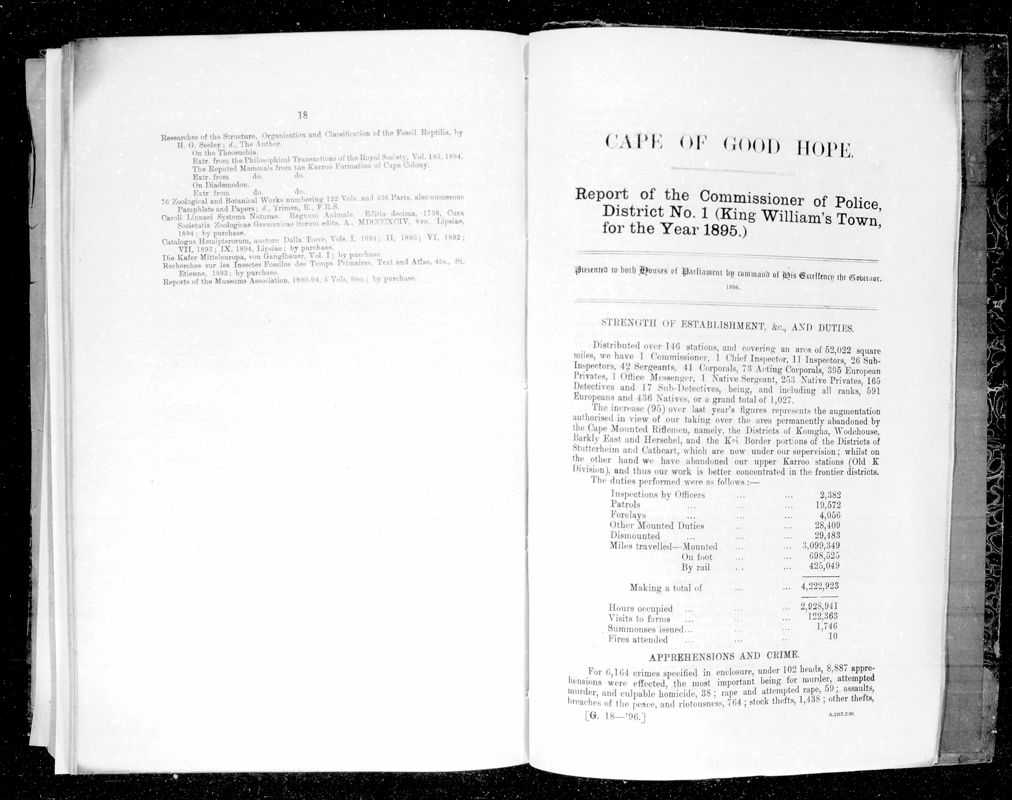 18
Researches of the Structure, Organisation and Classification of the Fossil Reptilia, by
H. G. Seeley; d., The Author.
On the Theosuchia.
Extr. from the Philosophical Transactions of the Royal Society, Vol. 185, 1894.
The Reputed Mammals from the Karroo Formation of Cape Colony.
Extr. from do. do.
On Diademodon.
Extr. from do. do.
76 Zoological and Botanical Works numbering 122 Vols. and 436 Parts, also numerous
Pamphlets and Papers; d., Trimen, R., F.R.S.
Caroli Linnaei Systema Naturae. Regnum Animale. Editio decima, 1758, Cura
Societatis Zoologicae Germanicae iterum edita, A., MDCCCXCIV, 8vo. Lipsiae,
1894; by purchase.
Catalogus Hemipterorum, auctore Dalla Torre, Vols. I, 1894; II, 1893; VI, 1892;
VII, 1893; IX, 1894, Lipsiae; by purchase.
Die Kafer Mitteleuropa, von Ganglbauer, Vol. I; by purchase.
Recherches sur les Insectes Fossiles des Temps Primaires, Text and Atlas, 4to., St.
Etienne, 1893; by purchase.
Reports of the Museums Association, 1890-94, 5 Vols, 8vo.; by purchase.
CAPE OF GOOD HOPE.
Report of the Commissioner of Police,
District No. 1 (King William's Town,
for the Year 1895.)
Presented to both Houses of Parliament by command of His Excellency the Governor.
1896.
STRENGTH OF ESTABLISHMENT, &c., AND DUTIES.
Distributed over 146 stations, and covering an area of 52,022 square
miles, we have 1 Commissioner, 1 Chief Inspector, 11 Inspectors, 26 Sub-
Inspectors, 42 Sergeants, 41 Corporals, 73 Acting Corporals, 395 European
Privates, 1 Office Messenger, 1 Native Sergeant, 253 Native Privates, 165
Detectives and 17 Sub-Detectives, being, and including all ranks, 591
Europeans and 436 Natives, or a grand total of 1,027.
The increase (95) over last year's figures represents the augmentation
authorised in view of our taking over the area permanently abandoned by
the Cape Mounted Riflemen, namely, the Districts of Komgha, Wodehouse,
Barkly East and Herschel, and the Kei Border portions of the Districts of
Stutterheim and Cathcart, which are now under our supervision; whilst on
the other hand we have abandoned our upper Karroo stations (Old K
Division), and thus our work is better concentrated in the frontier districts.
The duties performed were as follows :—
Inspections by Officers ... ... 2,382
Patrols ... ... ... 19,572
Forelays ... ... ... 4,056
Other Mounted Duties .. ... 28,409
Dismounted ... ... ... 29,483
Miles travelled—Mounted ... ... 3,099,349
On foot ... ... 698,525
By rail .. ... 425,049
Making a total of ... ... 4,222,923
Hours occupied ... ... ... 2,928,941
Visits to farms ... ... ... 122,363
Summonses issued... ... ... 1,746
Fires attended ... ... .. 10
APPREHENSIONS AND CRIME.
For 6,164 crimes specified in enclosure, under 102 heads, 8,887 appre-
hensions were effected, the most important being for murder, attempted
murder, and culpable homicide, 38; rape and attempted rape, 59; assaults,
breaches of the peace, and riotousness, 764; stock thefts, 1,438; other thefts,
[G. 18—'96.]